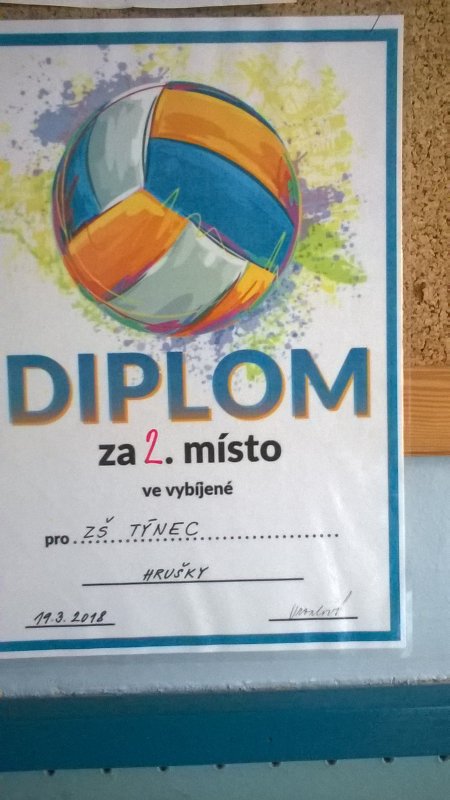 DIPLOM
za 2. místo
ve vybíjené
pro ZŠ TÝNEC
HRUŠKY
19.3.2018